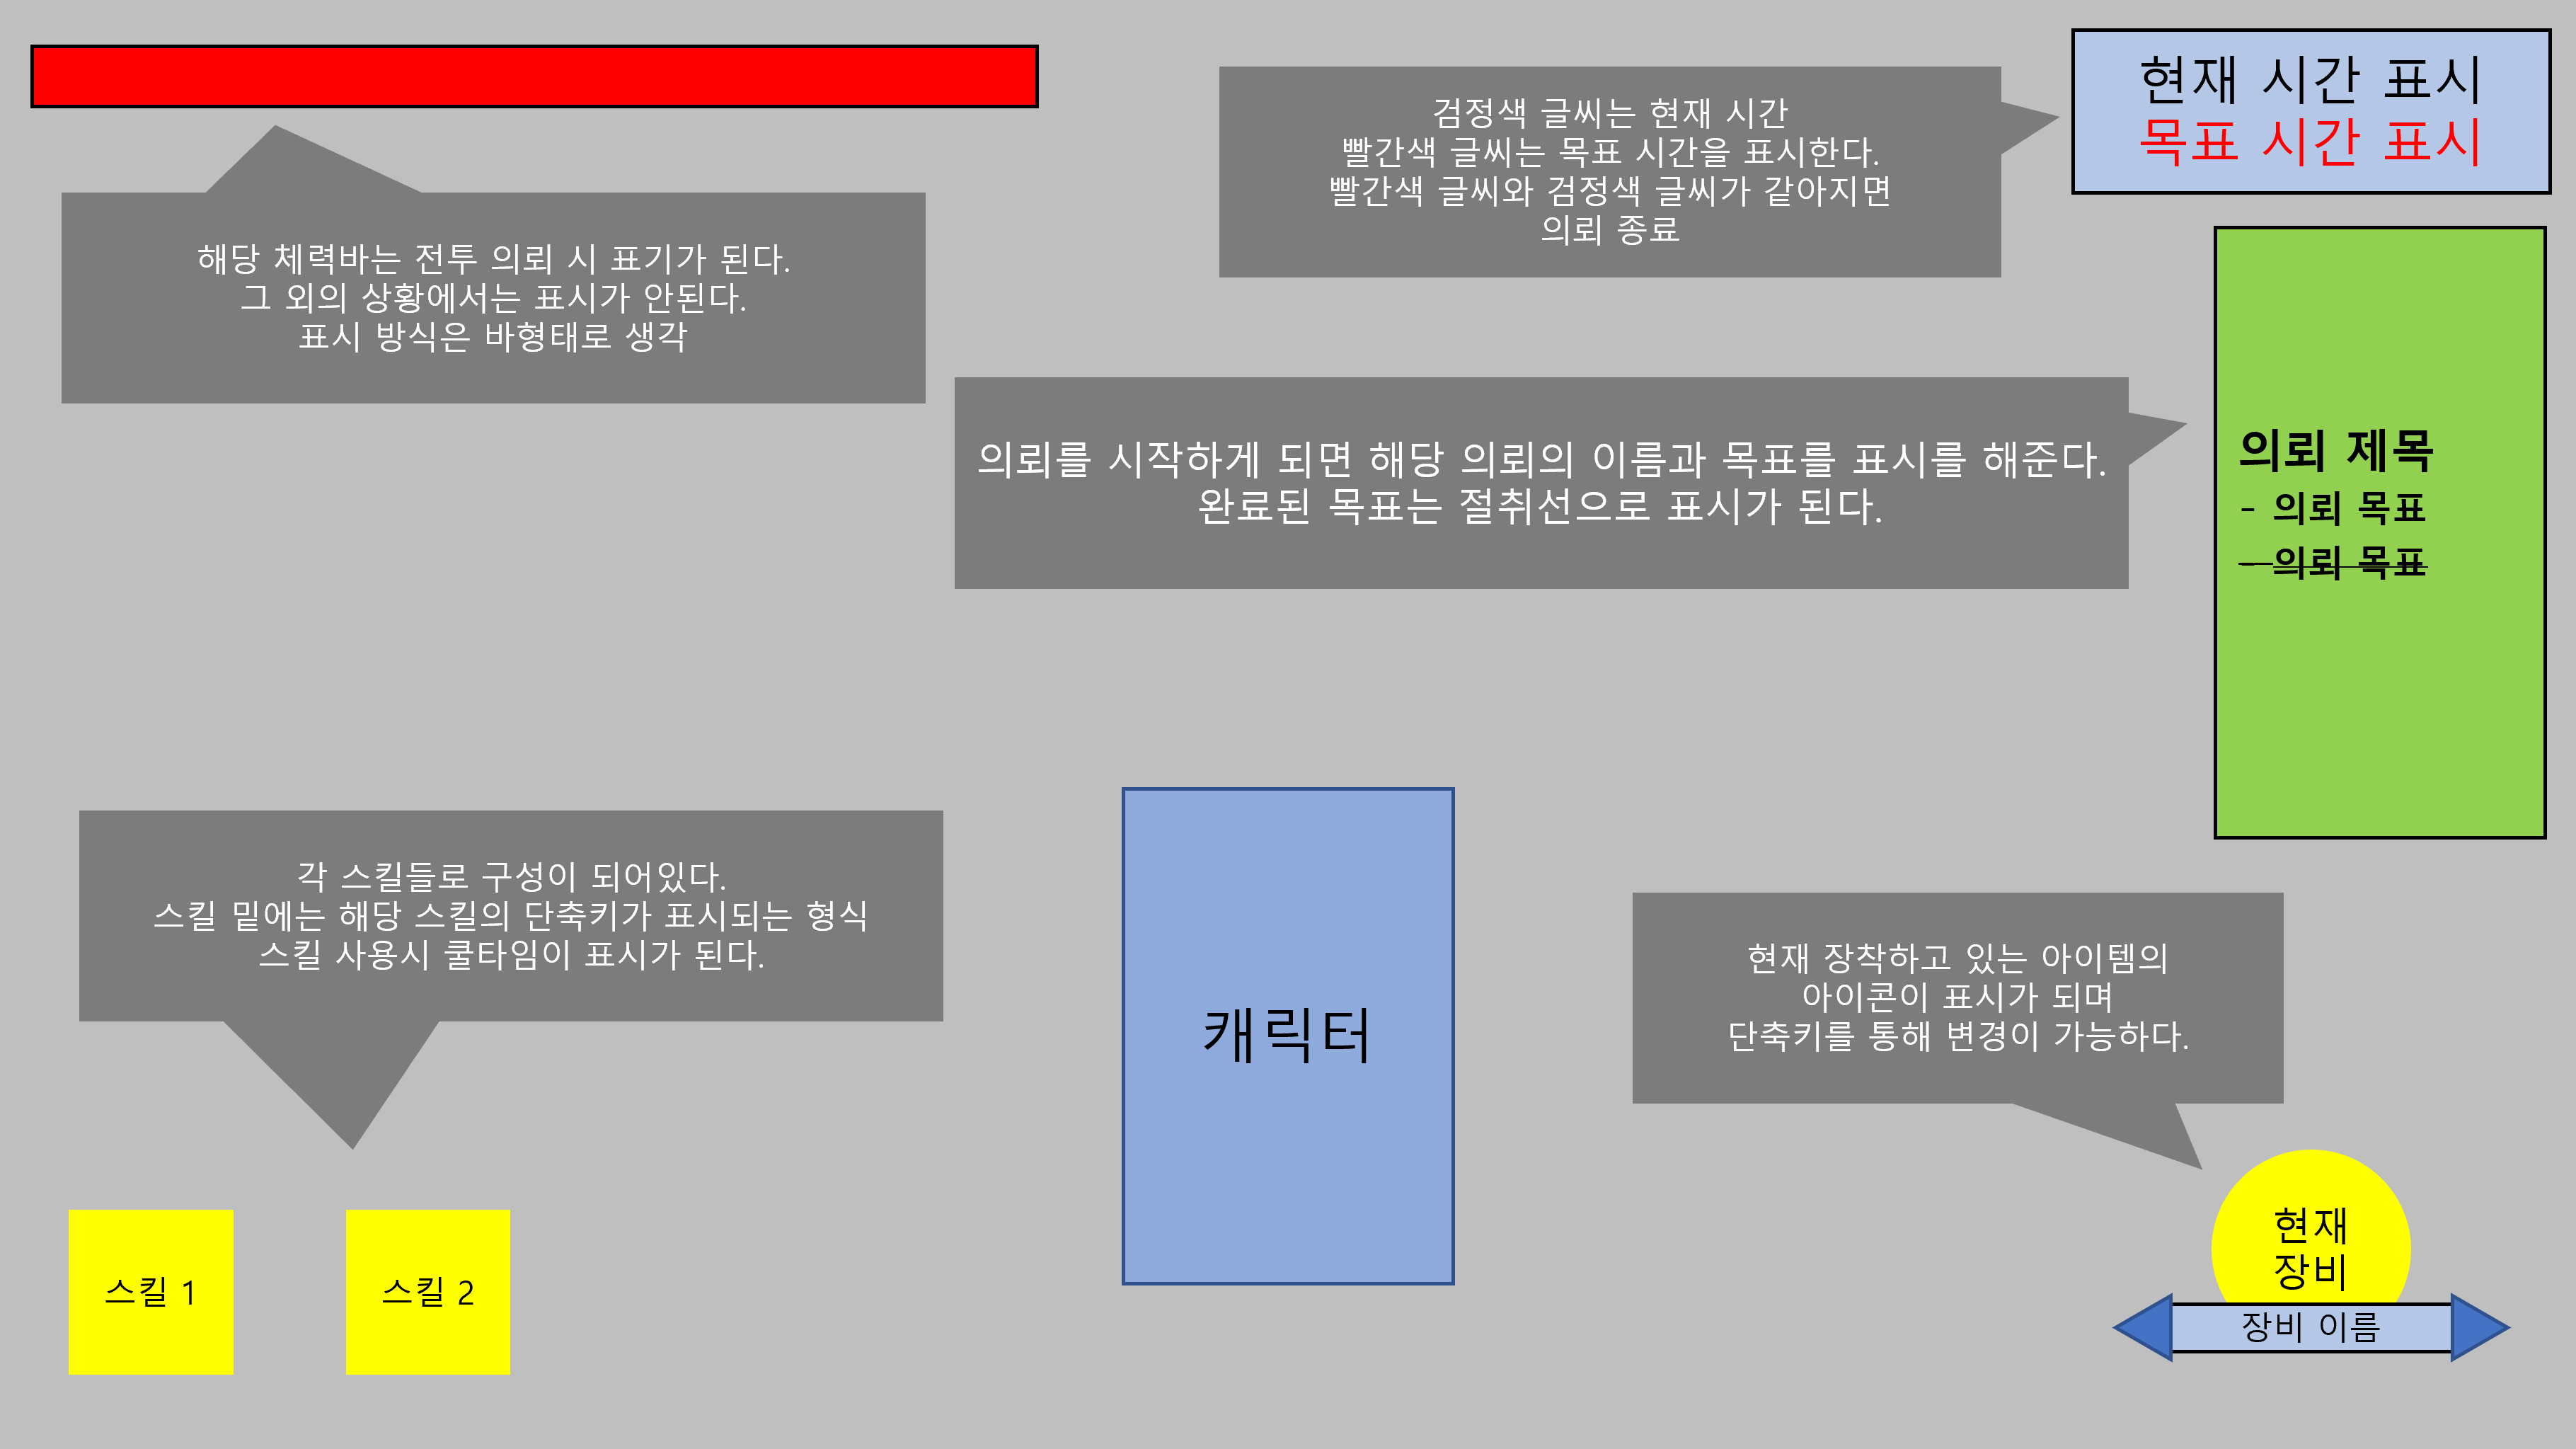 현재 시간 표시
목표 시간 표시
검정색 글씨는 현재 시간
빨간색 글씨는 목표 시간을 표시한다.
빨간색 글씨와 검정색 글씨가 같아지면
의뢰 종료
해당 체력바는 전투 의뢰 시 표기가 된다.
그 외의 상황에서는 표시가 안된다.
표시 방식은 바형태로 생각
의뢰를 시작하게 되면 해당 의뢰의 이름과 목표를 표시를 해준다.
완료된 목표는 절취선으로 표시가 된다.
의뢰 제목
- 의뢰 목표
- 의뢰 목표
각 스킬들로 구성이 되어있다.
스킬 밑에는 해당 스킬의 단축키가 표시되는 형식
스킬 사용시 쿨타임이 표시가 된다.
캐릭터
현재 장착하고 있는 아이템의
아이콘이 표시가 되며
단축키를 통해 변경이 가능하다.
스킬 1
스킬 2
현재
장비
장비 이름